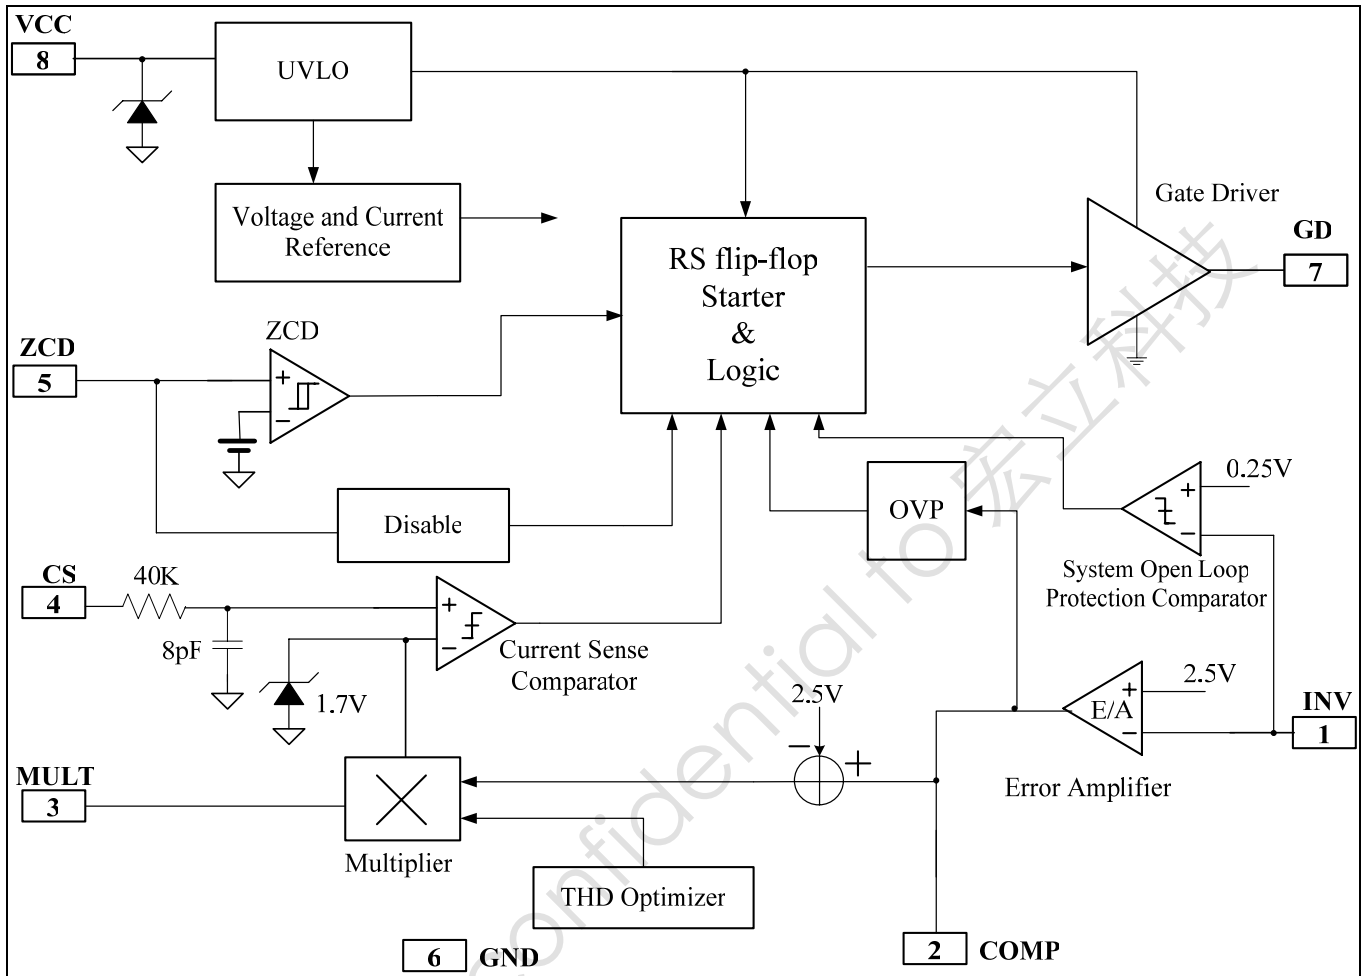 VCC
8
UVLO
Voltage and Current
Reference
RS flip-flop
Starter
&
Logic
Gate Driver
GD
7
ZCD
5
ZCD
+
−
Disable
OVP
0.25V
+
−
System Open Loop
Protection Comparator
CS
4
40K
8pF
+
−
Current Sense
Comparator
1.7V
2.5V
−
+
2.5V
+
E/A
−
INV
1
Error Amplifier
MULT
3
Multiplier
THD Optimizer
6 GND
2 COMP
confidential to 宏立科技